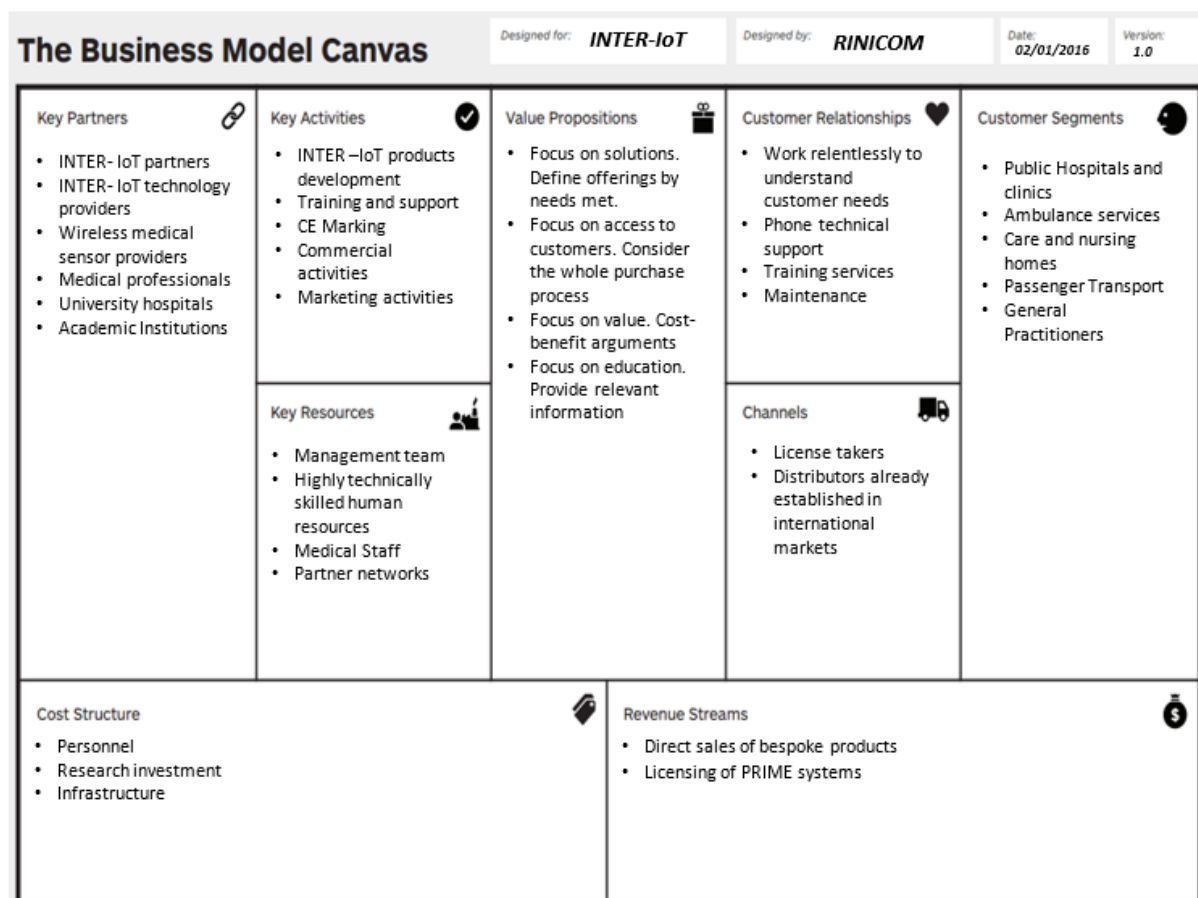 The Business Model Canvas
Designed for: INTER-IoT
Designed by: RINICOM
Date:
02/01/2016
Version:
1.0
Key Partners
• INTER- IoT partners
• INTER- IoT technology
providers
• Wireless medical
sensor providers
• Medical professionals
• University hospitals
• Academic Institutions
Key Activities
• INTER –IoT products
development
• Training and support
• CE Marking
• Commercial
activities
• Marketing activities
Key Resources
• Management team
• Highly technically
skilled human
resources
• Medical Staff
• Partner networks
Value Propositions
• Focus on solutions.
Define offerings by
needs met.
• Focus on access to
customers. Consider
the whole purchase
process
• Focus on value. Cost-
benefit arguments
• Focus on education.
Provide relevant
information
Customer Relationships
• Work relentlessly to
understand
customer needs
• Phone technical
support
• Training services
• Maintenance
Channels
• License takers
• Distributors already
established in
international
markets
Customer Segments
• Public Hospitals and
clinics
• Ambulance services
• Care and nursing
homes
• Passenger Transport
• General
Practitioners
Cost Structure
• Personnel
• Research investment
• Infrastructure
Revenue Streams
• Direct sales of bespoke products
• Licensing of PRIME systems